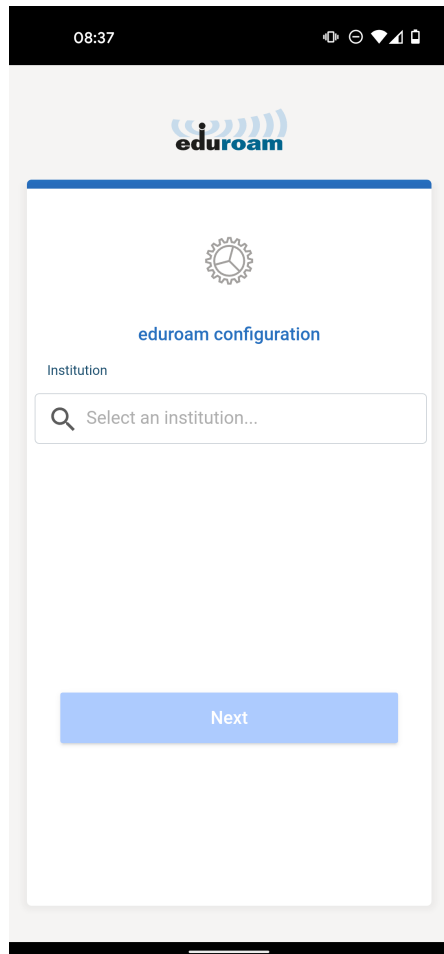 08:37
eduroam
eduroam configuration
Institution
Select an institution...
Next